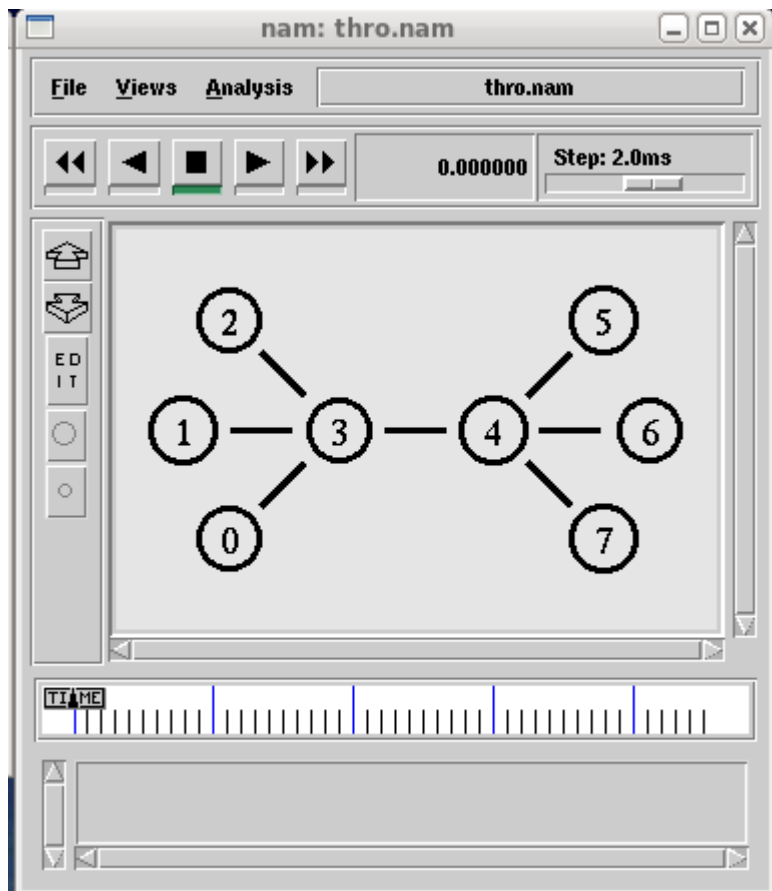 nam: thro.nam
File Views Analysis thro.nam
0.000000 Step: 2.0ms
ED
IT
2 5
1 3 4 6
0 7
TIME